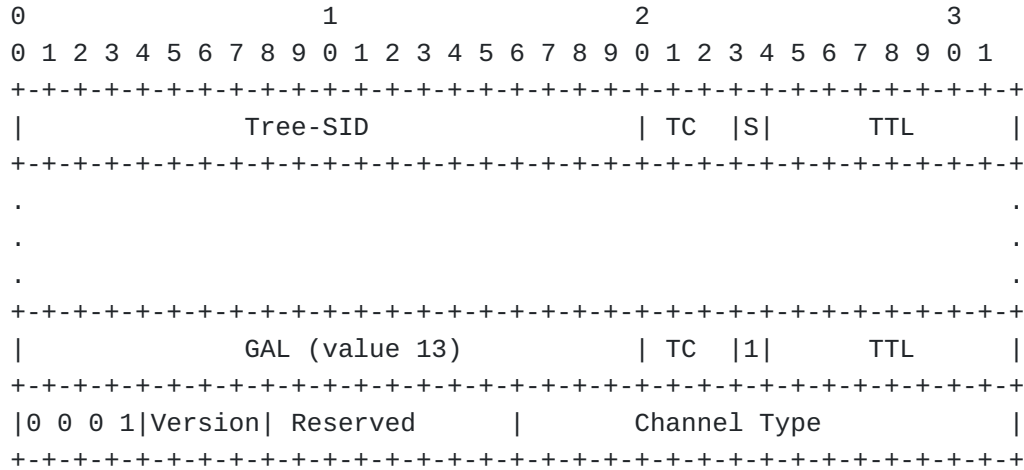 0                   1                   2                   3
0 1 2 3 4 5 6 7 8 9 0 1 2 3 4 5 6 7 8 9 0 1 2 3 4 5 6 7 8 9 0 1
+-+-+-+-+-+-+-+-+-+-+-+-+-+-+-+-+-+-+-+-+-+-+-+-+-+-+-+-+-+-+-+-+
|              Tree-SID                 | TC  |S|      TTL      |
+-+-+-+-+-+-+-+-+-+-+-+-+-+-+-+-+-+-+-+-+-+-+-+-+-+-+-+-+-+-+-+-+
.                                                               .
.                                                               .
.                                                               .
+-+-+-+-+-+-+-+-+-+-+-+-+-+-+-+-+-+-+-+-+-+-+-+-+-+-+-+-+-+-+-+-+
|              GAL (value 13)           | TC  |1|      TTL      |
+-+-+-+-+-+-+-+-+-+-+-+-+-+-+-+-+-+-+-+-+-+-+-+-+-+-+-+-+-+-+-+-+
|0 0 0 1|Version| Reserved      |       Channel Type            |
+-+-+-+-+-+-+-+-+-+-+-+-+-+-+-+-+-+-+-+-+-+-+-+-+-+-+-+-+-+-+-+-+